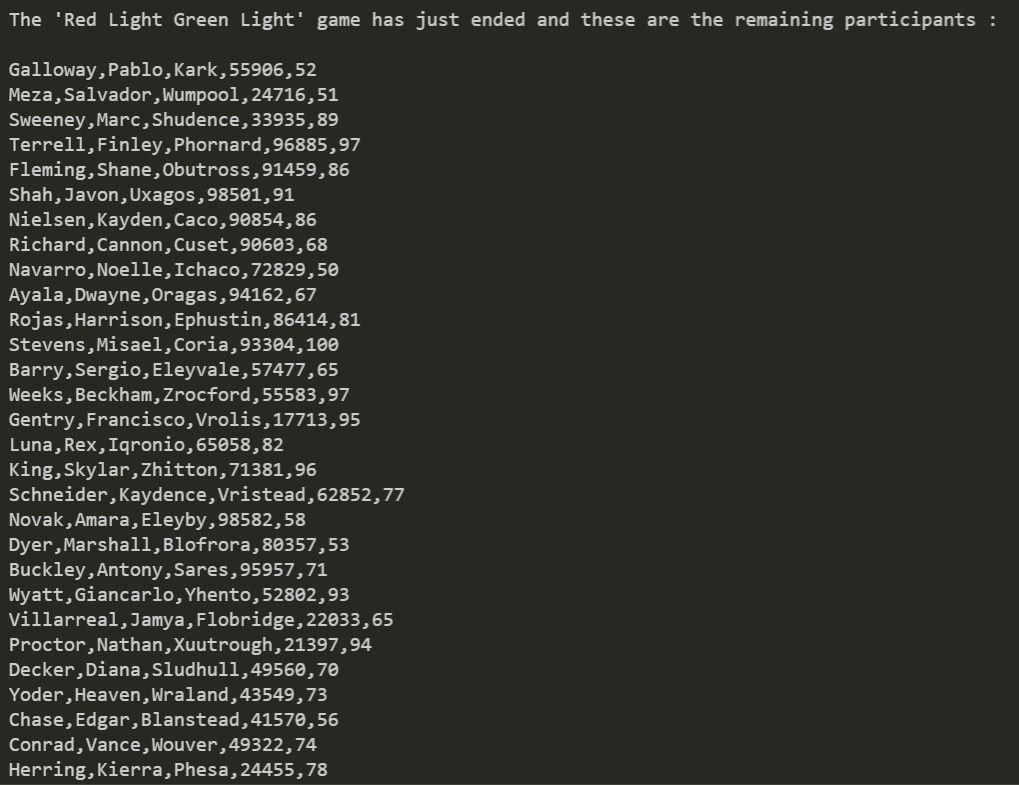 The 'Red Light Green Light' game has just ended and these are the remaining participants :
Galloway,Pablo,Kark,55906,52
Meza,Salvador,Wumpool,24716,51
Sweeney,Marc,Shudence,33935,89
Terrell,Finley,Phornard,96885,97
Fleming,Shane,Obutross,91459,86
Shah,Javon,Uxagos,98501,91
Nielsen,Kayden,Caco,90854,86
Richard,Cannon,Cuset,90603,68
Navarro,Noelle,Ichaco,72829,50
Ayala,Dwayne,Oragas,94162,67
Rojas,Harrison,Ephustin,86414,81
Stevens,Misael,Coria,93304,100
Barry,Sergio,Eleyvale,57477,65
Weeks,Beckham,Zrocford,55583,97
Gentry,Francisco,Vrolis,17713,95
Luna,Rex,Iqronio,65058,82
King,Skylar,Zhitton,71381,96
Schneider,Kaydence,Vristead,62852,77
Novak,Amara,Eleyby,98582,58
Dyer,Marshall,Blofrora,80357,53
Buckley,Antony,Sares,95957,71
Wyatt,Giancarlo,Yhento,52802,93
Villarreal,Jamya,Flobridge,22033,65
Proctor,Nathan,Xuutrough,21397,94
Decker,Diana,Sludhull,49560,70
Yoder,Heaven,Wraland,43549,73
Chase,Edgar,Blanstead,41570,56
Conrad,Vance,Wouver,49322,74
Herring,Kierra,Phesa,24455,78